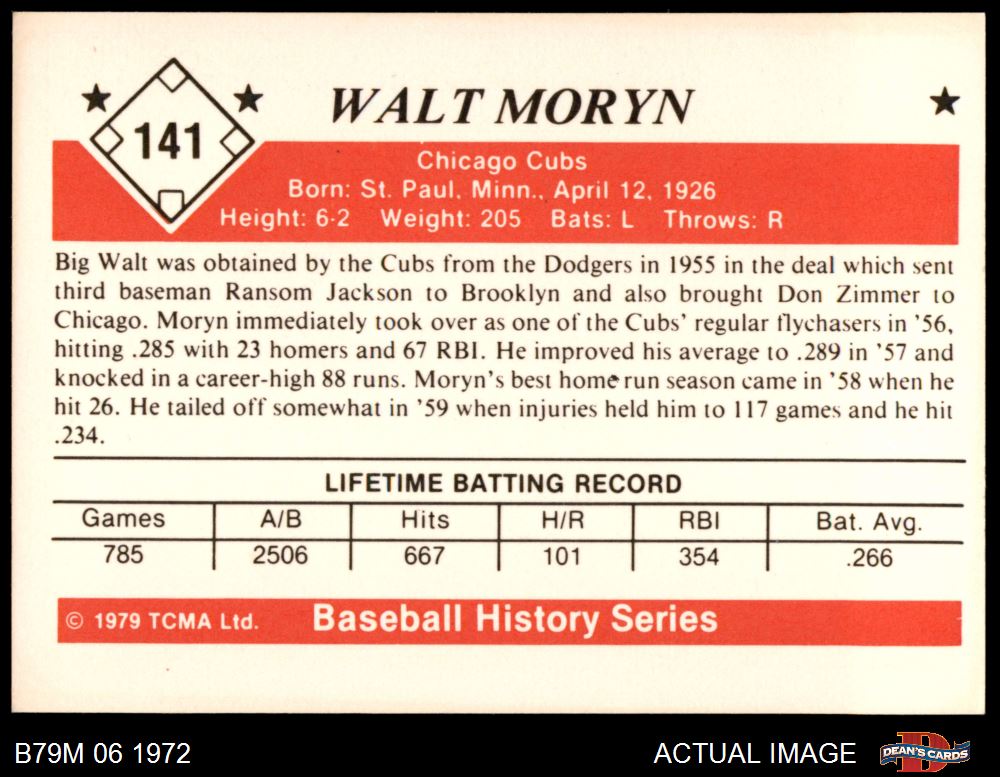 141
WALT MORYN
Chicago Cubs
Born: St. Paul, Minn., April 12, 1926
Height: 6-2 Weight: 205 Bats: L Throws: R
Big Walt was obtained by the Cubs from the Dodgers in 1955 in the deal which sent
third baseman Ransom Jackson to Brooklyn and also brought Don Zimmer to
Chicago. Moryn immediately took over as one of the Cubs' regular flychasers in '56,
hitting .285 with 23 homers and 67 RBI. He improved his average to .289 in '57 and
knocked in a career-high 88 runs. Moryn's best home run season came in '58 when he
hit 26. He tailed off somewhat in '59 when injuries held him to 117 games and he hit
.234.
LIFETIME BATTING RECORD
Games A/B Hits H/R RBI Bat. Avg.
785 2506 667 101 354 .266
© 1979 TCMA Ltd. Baseball History Series
B79M 06 1972 ACTUAL IMAGE DEAN'S CARDS